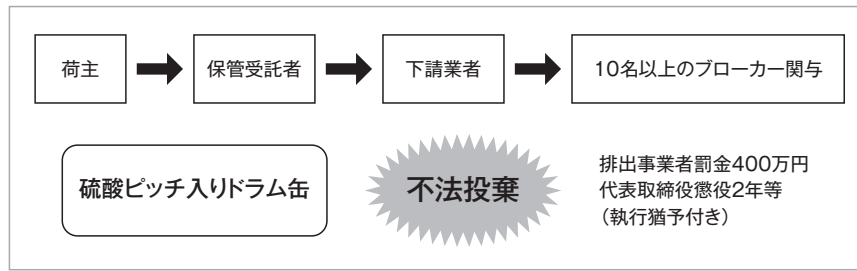 荷主
保管受託者
下請業者
10名以上のブローカー関与
硫酸ピッチ入りドラム缶
不法投棄
排出事業者罰金400万円
代表取締役懲役2年等
（執行猶予付き）